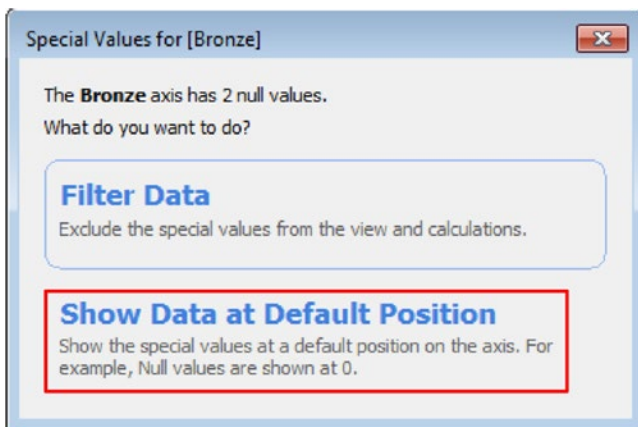 Special Values for [Bronze]
The Bronze axis has 2 null values.
What do you want to do?
Filter Data
Exclude the special values from the view and calculations.
Show Data at Default Position
Show the special values at a default position on the axis. For
example, Null values are shown at 0.